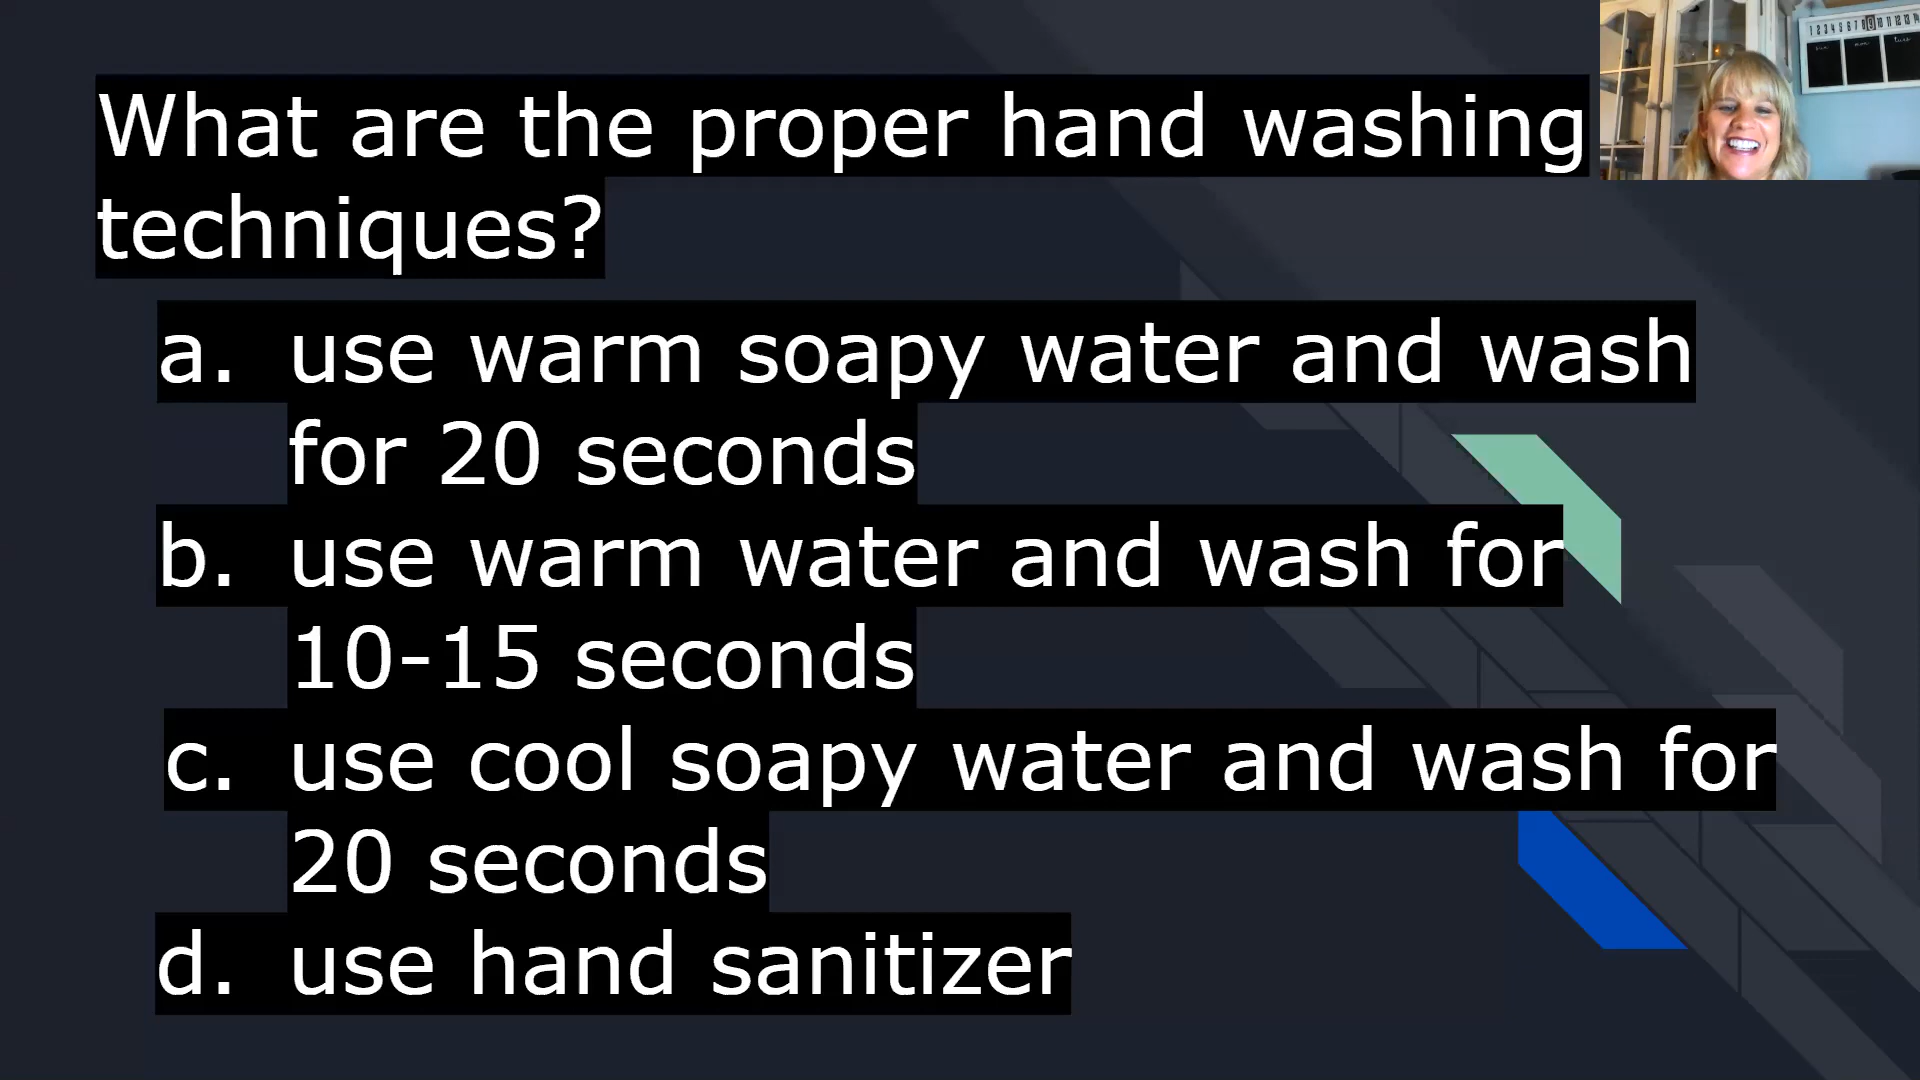 What are the proper hand washing
techniques?
a. use warm soapy water and wash
for 20 seconds
b. use warm water and wash for
10-15 seconds
c. use cool soapy water and wash for
20 seconds
d. use hand sanitizer